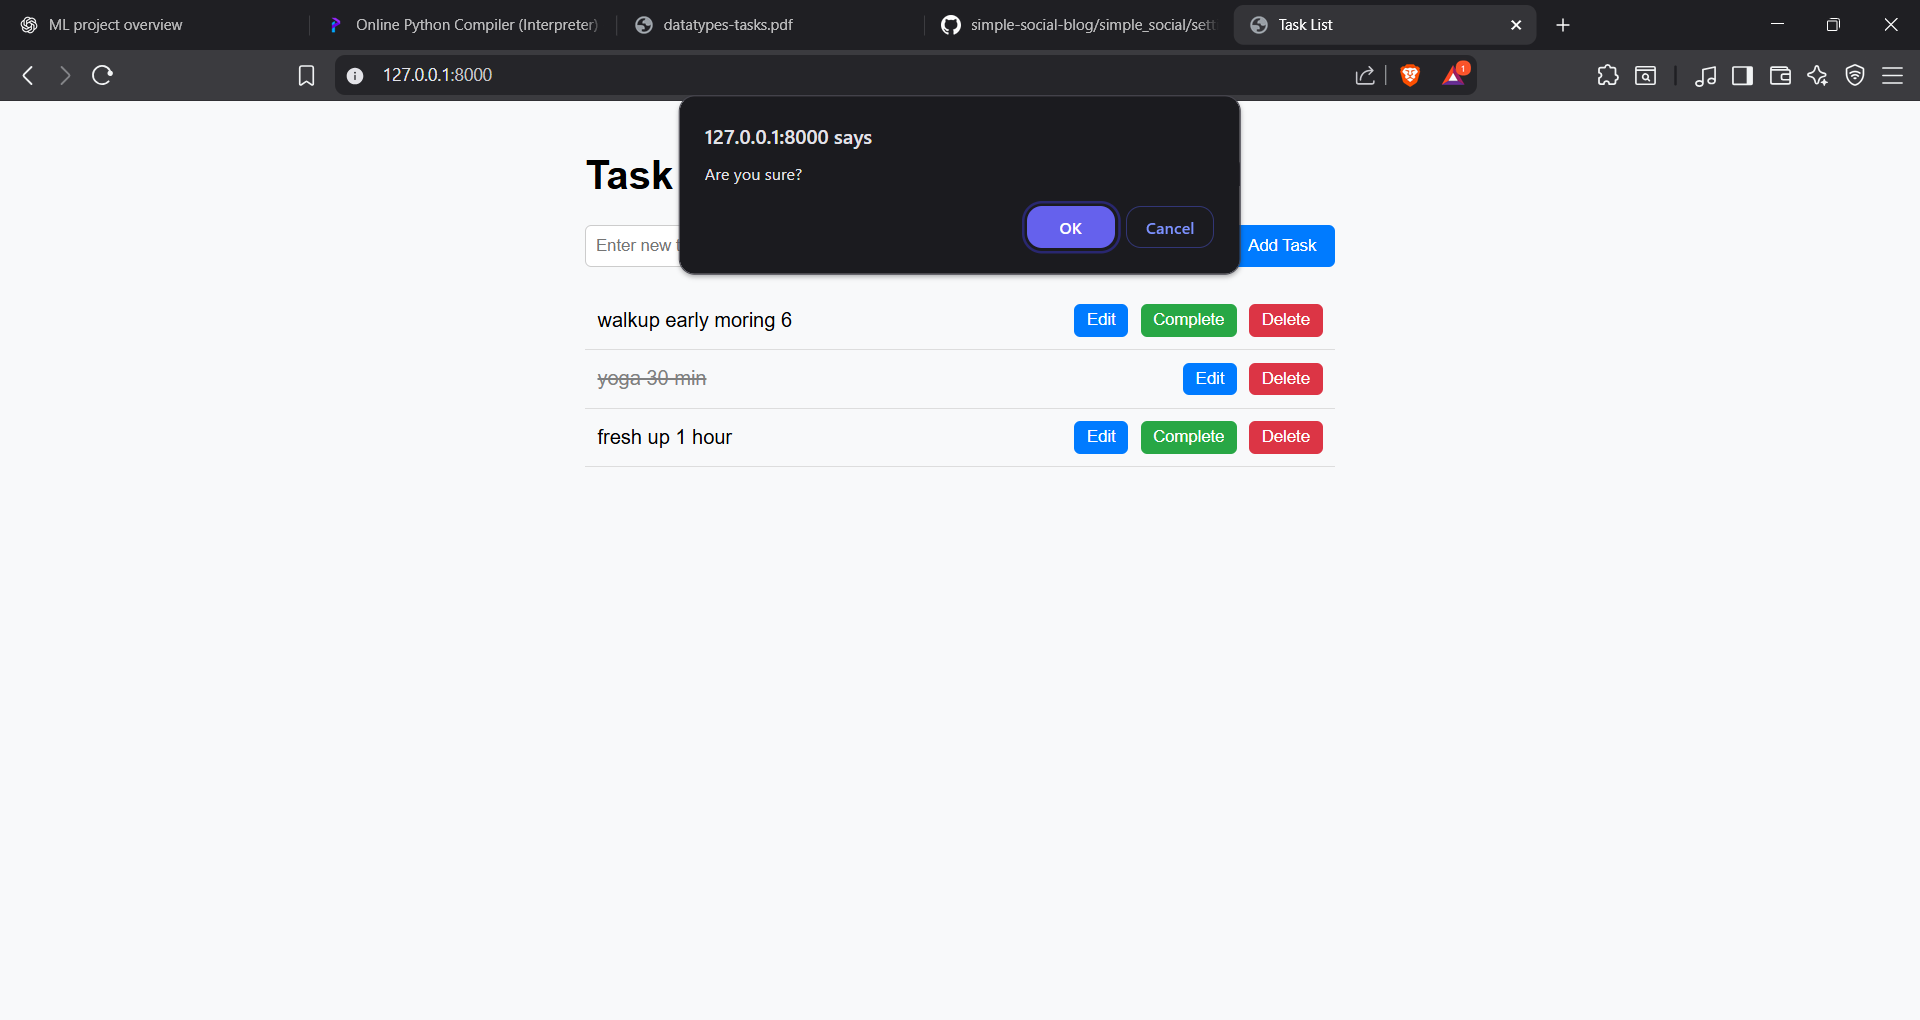 ML project overview
Online Python Compiler (Interpreter)
datatypes-tasks.pdf
simple-social-blog/simple_social/sett
Task List
127.0.0.1:8000
1
127.0.0.1:8000 says
Are you sure?
OK
Cancel
Task
Enter new
Add Task
walkup early moring 6
Edit
Complete
Delete
yoga 30 min
Edit
Delete
fresh up 1 hour
Edit
Complete
Delete